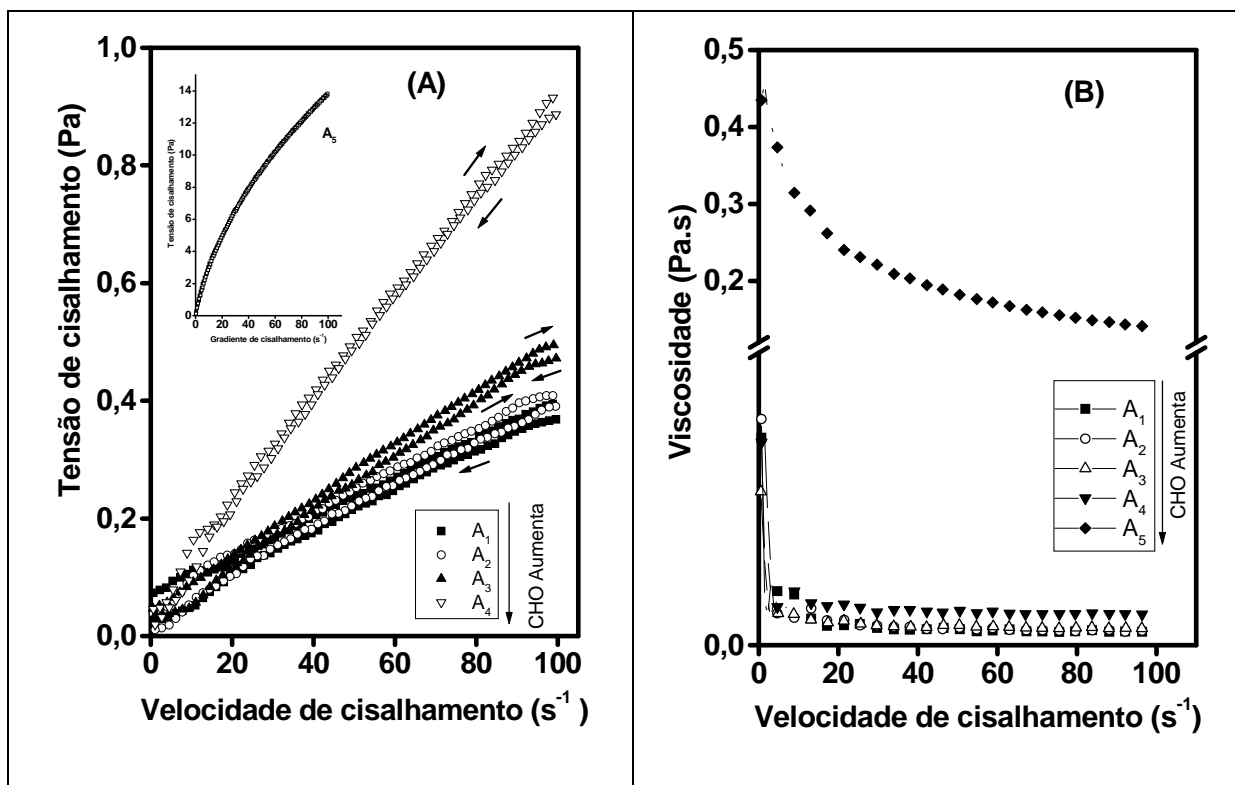 (A)
Tensão de cisalhamento (Pa)
1,0
0,8
0,6
0,4
0,2
0,0
0 20 40 60 80 100
Velocidade de cisalhamento (s-1 )
Tensão de cisalhamento (Pa)
14
12
10
8
6
4
2
0
0 20 40 60 80 100
Gradiente de cisalhamento (s-1)
A5
A1
A2
A3
A4
CHO Aumenta
(B)
Viscosidade (Pa.s)
0,5
0,4
0,3
0,2
0,0
0 20 40 60 80 100
Velocidade de cisalhamento (s-1)
A1
A2
A3
A4
A5
CHO Aumenta